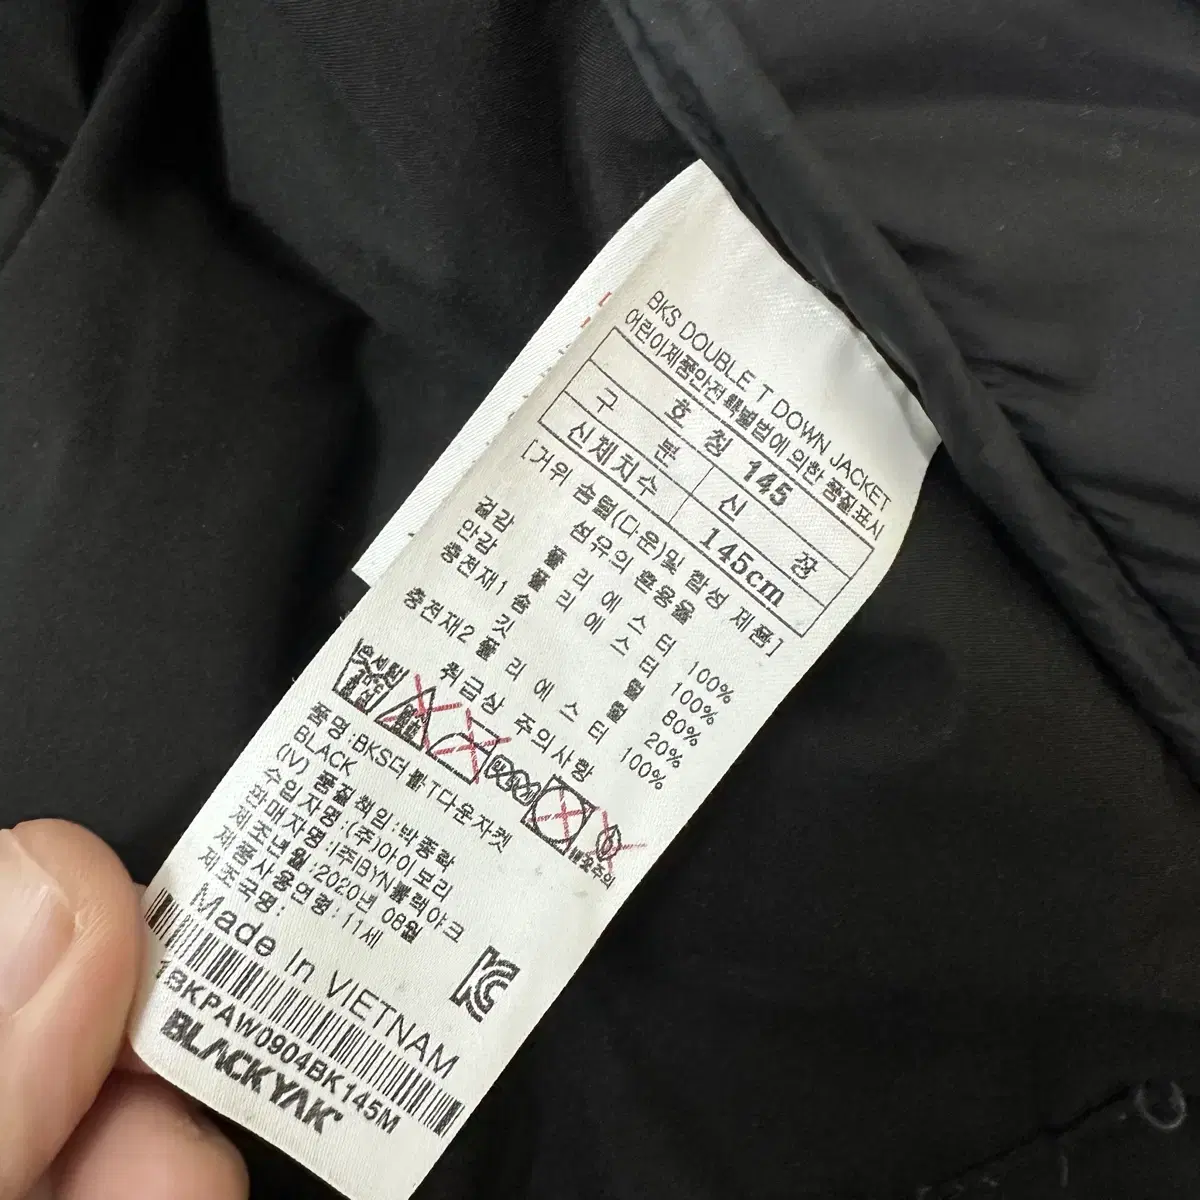 BKS DOUBLE T DOWN JACKET
어린이제품안전특별법에 의한 품질표시
호 칭 145
구 분 신 장
신체치수 145cm
[거위 솜털(다운)및 합성 제품]
섬유의 혼용율
겉감 폴 리 에 스 터 100%
안감 폴 리 에 스 터 100%
충전재1 솜 털 80%
깃 털 20%
충전재2 폴 리 에 스 터 100%
취급상 주의사항
품명:BKS더블T다운자켓
BLACK
(IV) 품질책임:박종학
수입자명:(주)아이보리
판매자명:(주)BYN블랙야크
제조년월:2020년 08월
제품사용연령:11세
제조국명:
Made in VIETNAM
1BKPAW0904BK145M
BLACKYAK